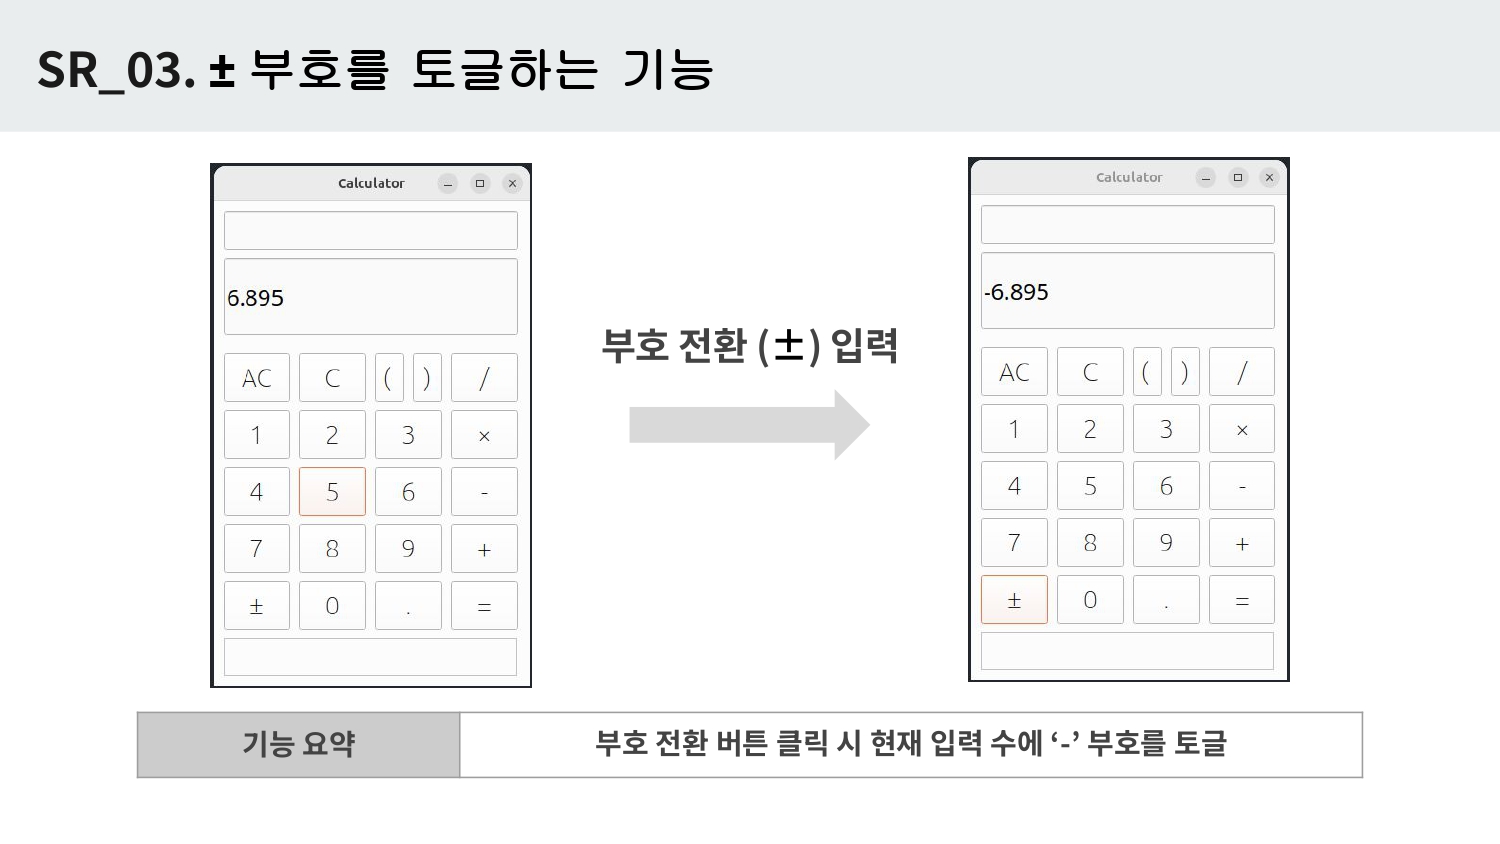 SR_03. ± 부호를 토글하는 기능
Calculator
6.895
AC C ( ) /
1 2 3 ×
4 5 6 -
7 8 9 +
± 0 . =
부호 전환 (±) 입력
Calculator
-6.895
AC C ( ) /
1 2 3 ×
4 5 6 -
7 8 9 +
± 0 . =
기능 요약 부호 전환 버튼 클릭 시 현재 입력 수에 ‘-’ 부호를 토글